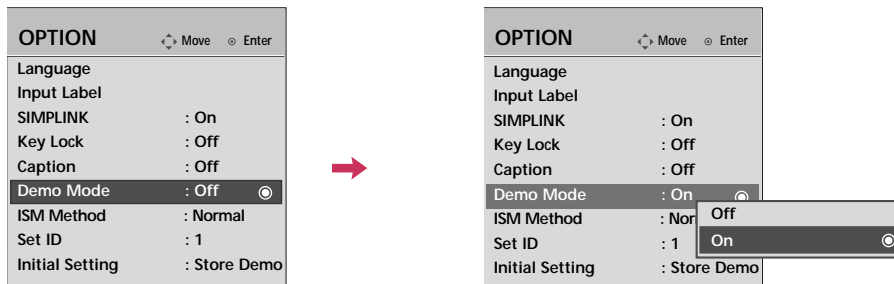 OPTION Move Enter
Language
Input Label
SIMPLINK : On
Key Lock : Off
Caption : Off
Demo Mode : Off
ISM Method : Normal
Set ID : 1
Initial Setting : Store Demo
OPTION Move Enter
Language
Input Label
SIMPLINK : On
Key Lock : Off
Caption : Off
Demo Mode : On
ISM Method : Nor
Set ID : 1
Initial Setting : Store Demo
Off
On